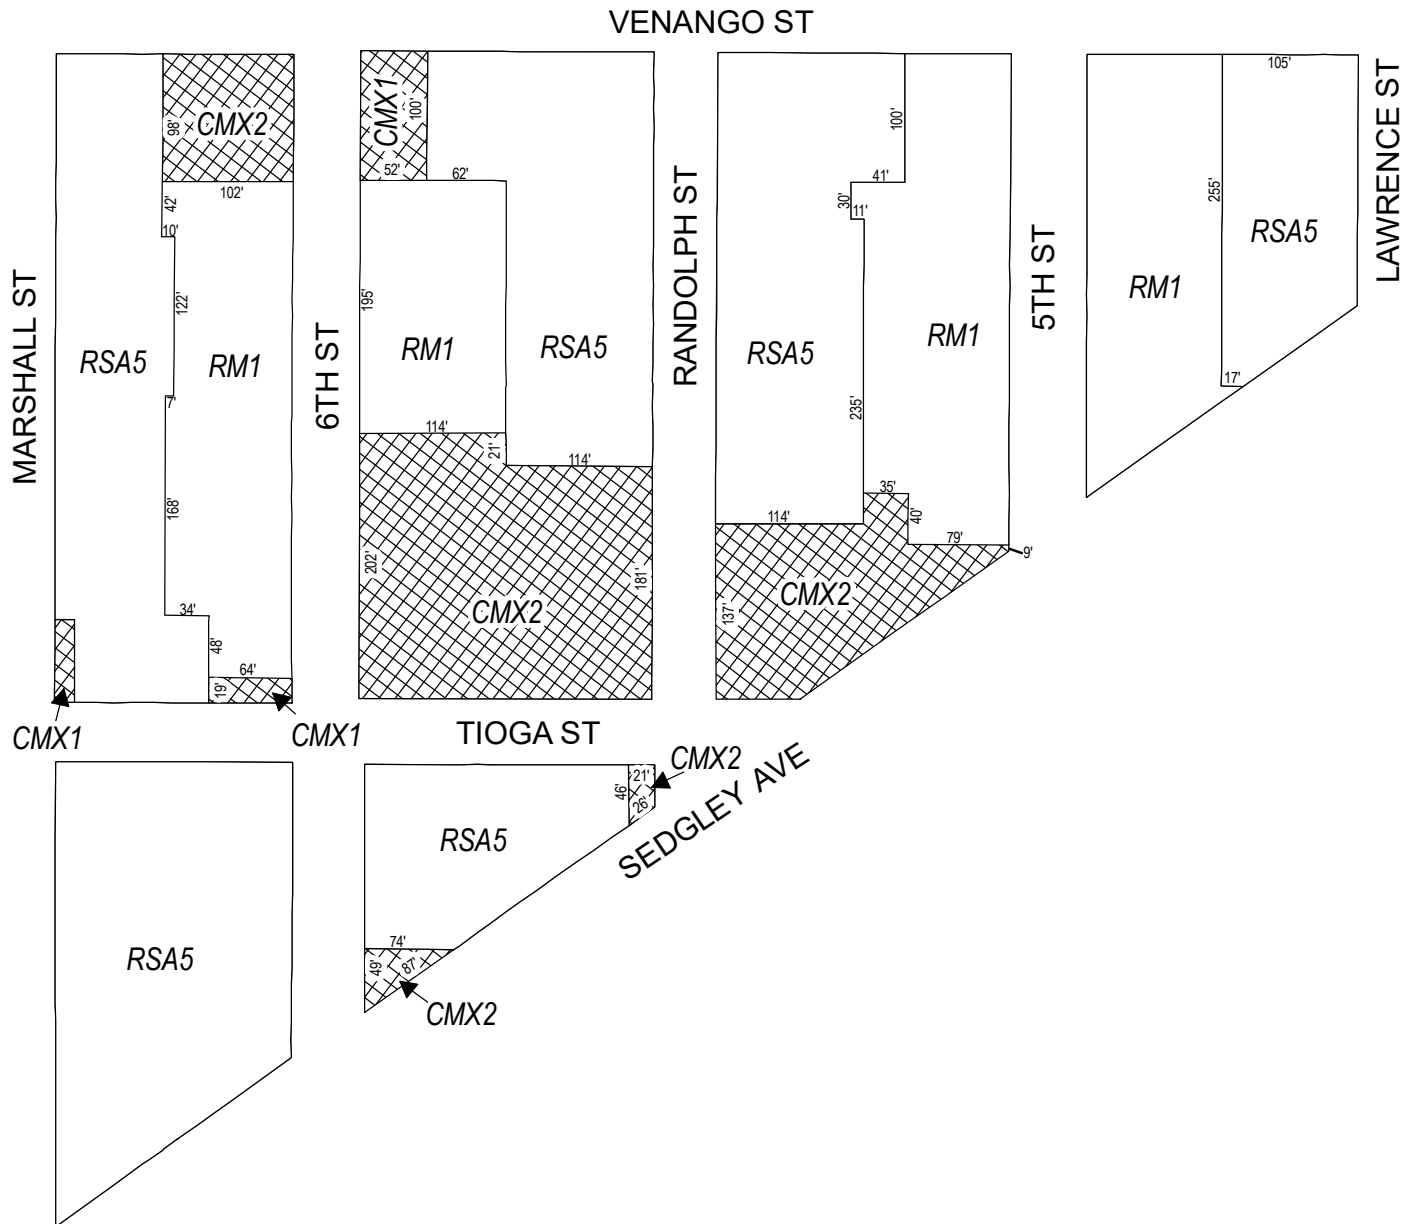 VENANGO ST
MARSHALL ST
6TH ST
RANDOLPH ST
5TH ST
LAWRENCE ST
98'
CMX2
102'
42'
10'
122'
RSA5
RM1
7'
168'
34'
48'
64'
19'
CMX1
CMX1
CMX1
100'
52'
62'
195'
RM1
RSA5
114'
21'
114'
202'
181'
CMX2
100'
41'
30'
11'
RSA5
RM1
235'
35'
40'
114'
79'
9'
137'
CMX2
105'
255'
RM1
RSA5
17'
TIOGA ST
SEDGLEY AVE
RSA5
RSA5
21'
46'
26'
CMX2
74'
49'
87'
CMX2